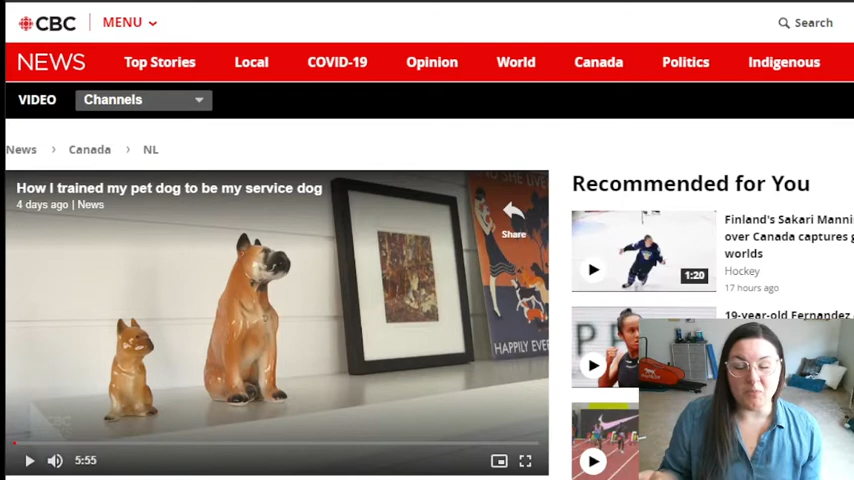 CBC
MENU
Search
NEWS
Top Stories
Local
COVID-19
Opinion
World
Canada
Politics
Indigenous
VIDEO
Channels
News
Canada
NL
How I trained my pet dog to be my service dog
4 days ago | News
Share
HAPPILY EVE
CBC
5:55
Recommended for You
Finland's Sakari Manni
over Canada captures g
worlds
Hockey
17 hours ago
1:20
19-year-old Fernandez